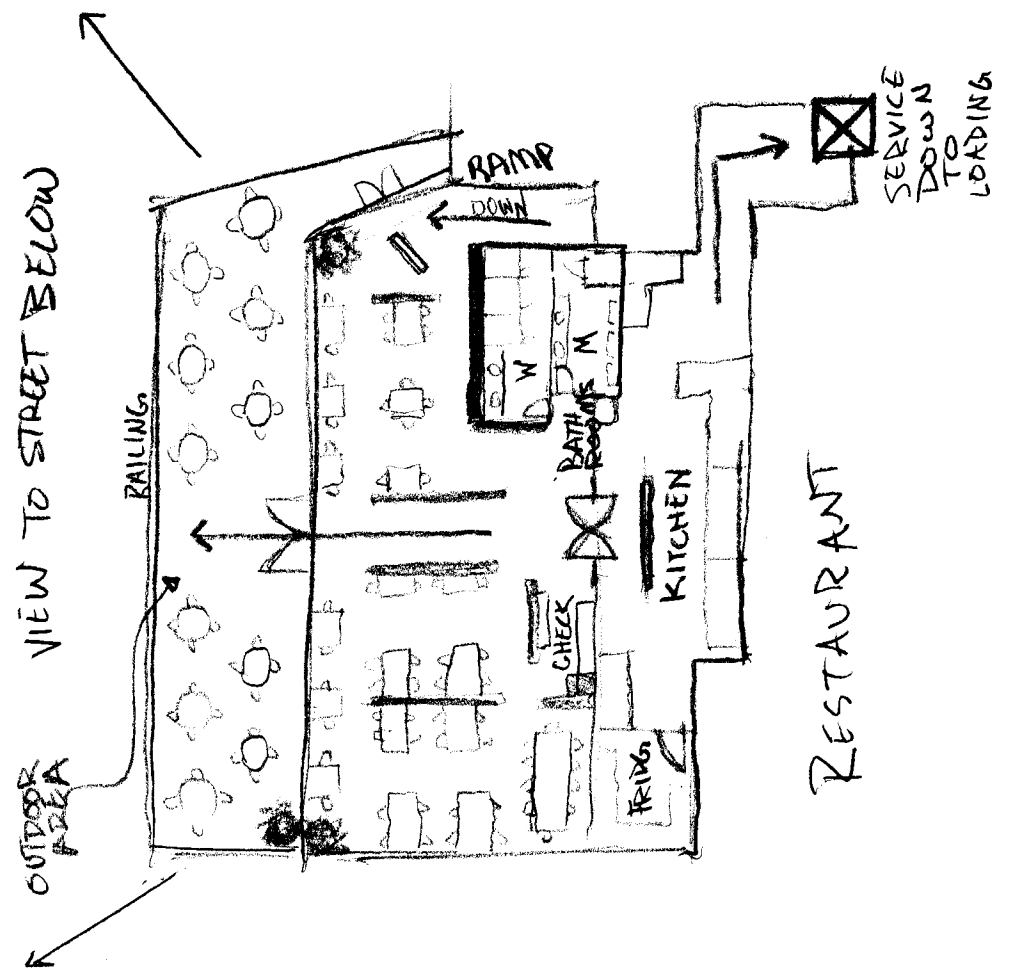 VIEW TO STREET BELOW
OUTDOOR
AREA
RAILING
RAMP
DOWN
W
M
BATH
ROOMS
CHECK
KITCHEN
FRIDG.
RESTAURANT
SERVICE
DOWN
TO
LOADING